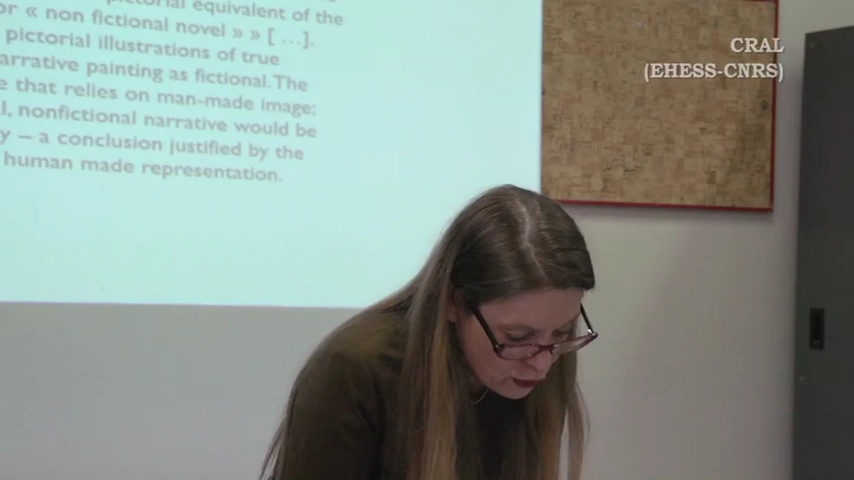 pictorial equivalent of the
or « non fictional novel » » [ …].
pictorial illustrations of true
arrative painting as fictional. The
e that relies on man-made image;
l, nonfictional narrative would be
y – a conclusion justified by the
human made representation.
CRAL
(EHESS-CNRS)